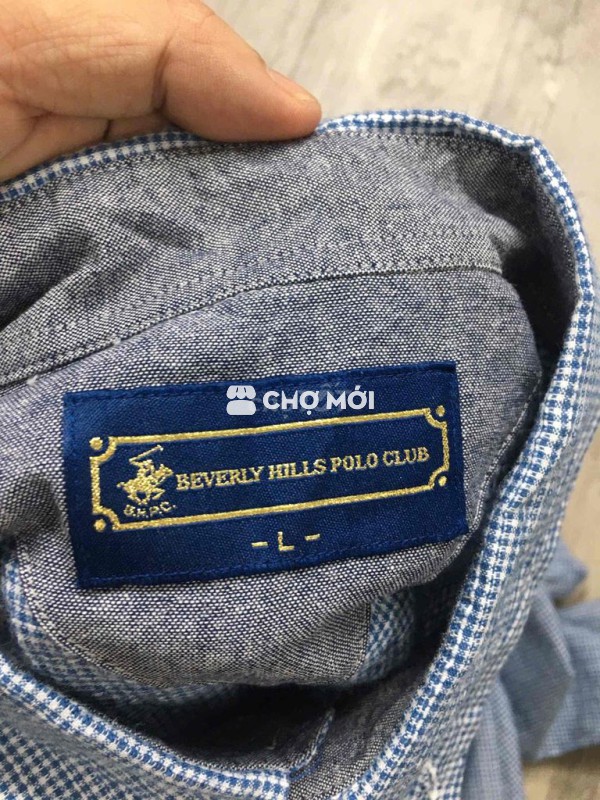 CHỢ MỚI
BEVERLY HILLS POLO CLUB
B.H.P.C.
- L -